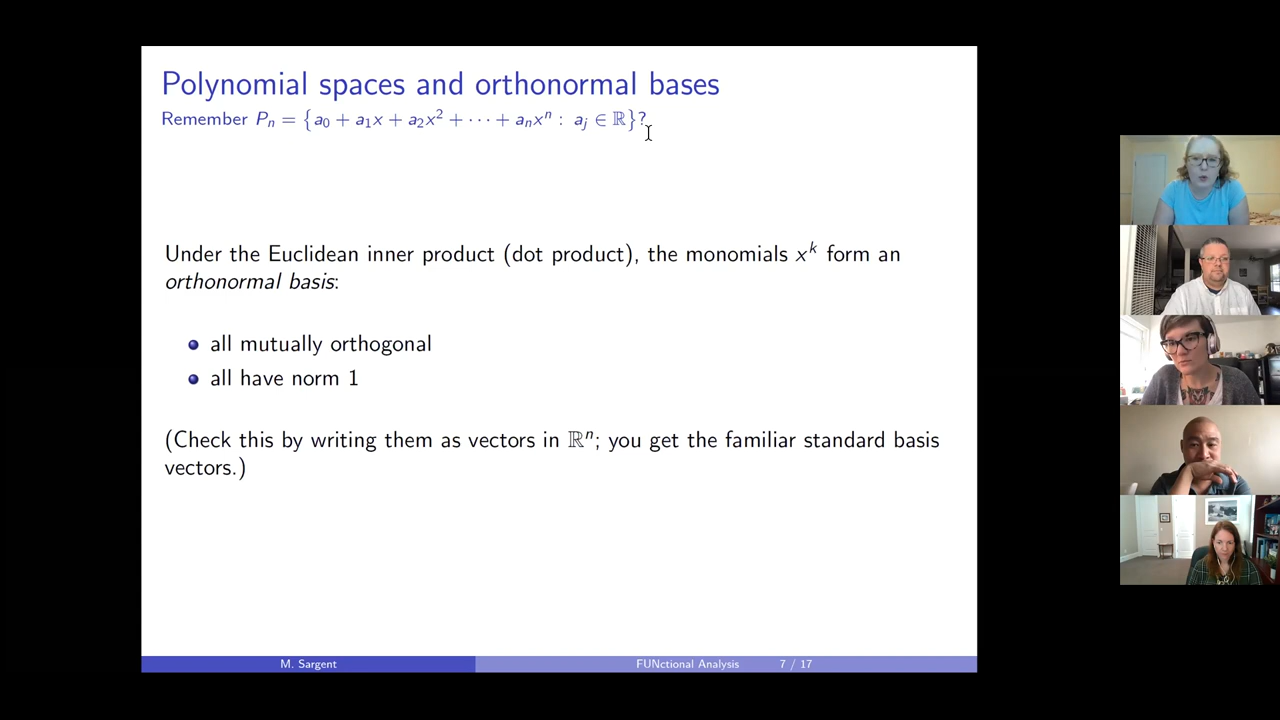 Polynomial spaces and orthonormal bases
Remember Pₙ = {a₀ + a₁x + a₂x² + ⋯ + aₙxⁿ : aⱼ ∈ ℝ}?
Under the Euclidean inner product (dot product), the monomials xᵏ form an
orthonormal basis:
all mutually orthogonal
all have norm 1
(Check this by writing them as vectors in ℝⁿ; you get the familiar standard basis
vectors.)
M. Sargent
FUNctional Analysis
7 / 17